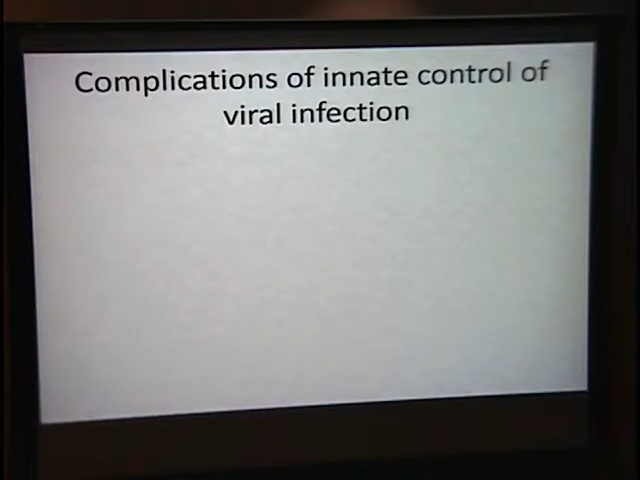 Complications of innate control of
viral infection